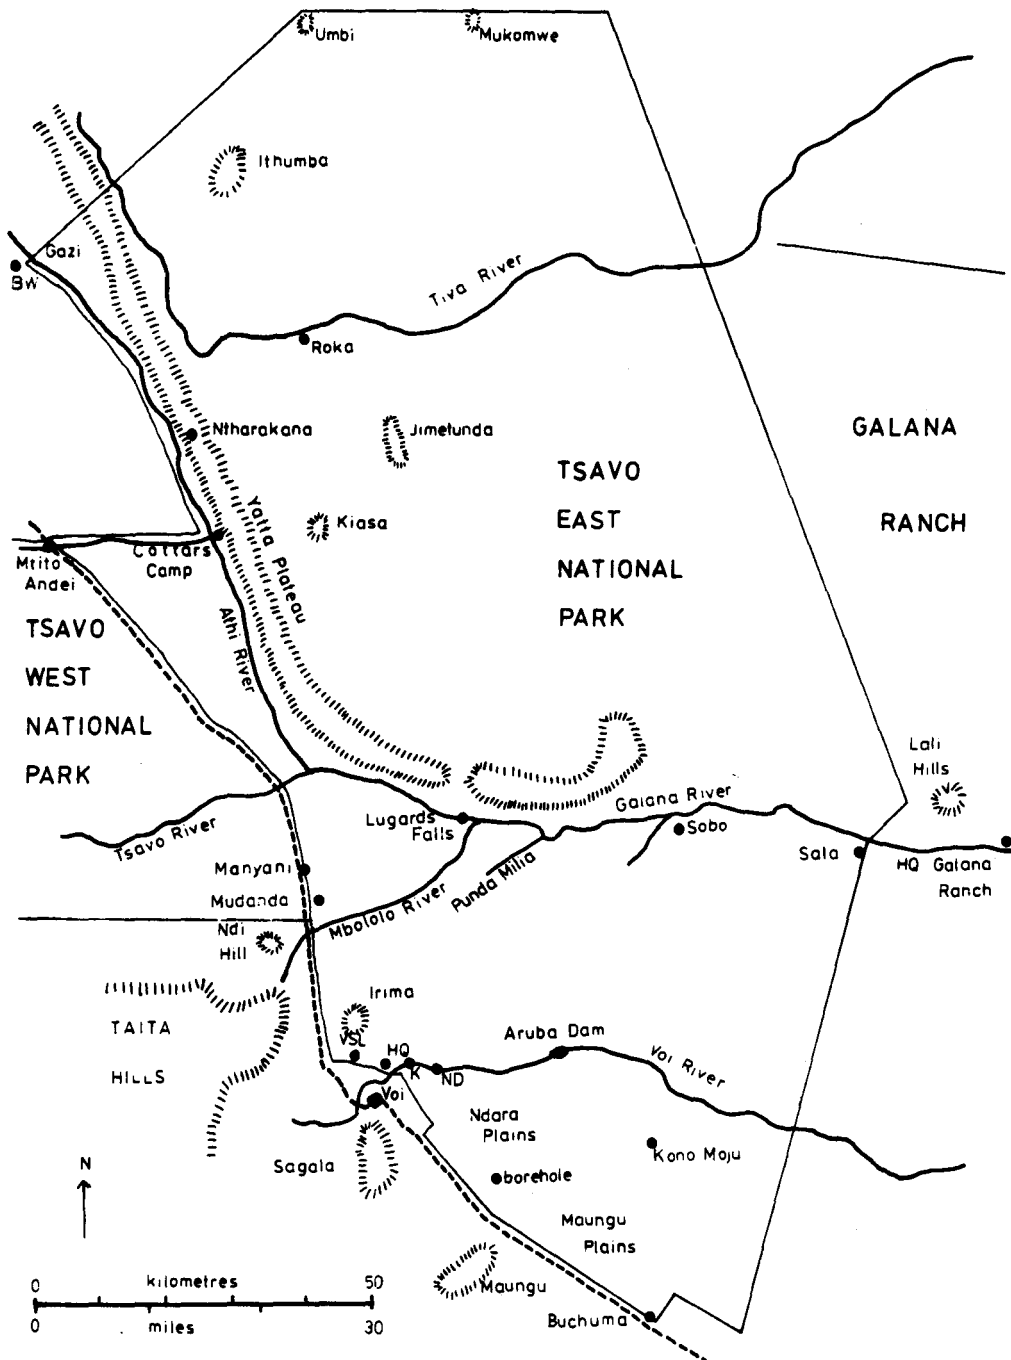 Umbi
Mukomwe
Ithumba
Gazi
BW
Tiva River
Roka
Ntharakana
Jimetunda
GALANA
RANCH
TSAVO
EAST
NATIONAL
PARK
Yatta Plateau
Kiasa
Mtito
Andei
Cottars
Camp
Athi River
TSAVO
WEST
NATIONAL
PARK
Lali
Hills
Galana River
Lugards
Falls
Tsavo River
Sobo
Sala
HQ Galana
Ranch
Punda Milia
Manyani
Mudanda
Mbololo River
Ndi
Hill
Irima
TAITA
HILLS
VSL
HQ
K
ND
Aruba Dam
Voi River
Voi
Ndara
Plains
Kono Moju
Sagala
borehole
N
Maungu
Plains
Maungu
Buchuma
0 kilometres 50
0 miles 30